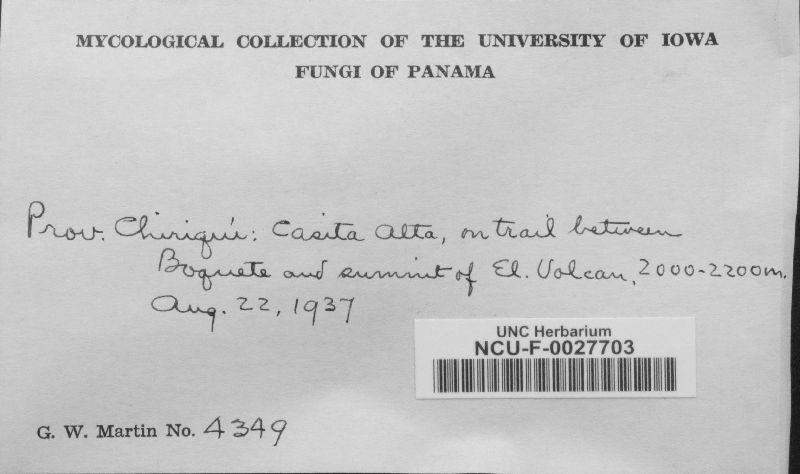 MYCOLOGICAL COLLECTION OF THE UNIVERSITY OF IOWA
FUNGI OF PANAMA
Prov. Chiriquí: Casita Alta, on trail between
Boquete and summit of El. Volcan, 2000-2200m.
Aug. 22, 1937
UNC Herbarium
NCU-F-0027703
G. W. Martin No. 4349